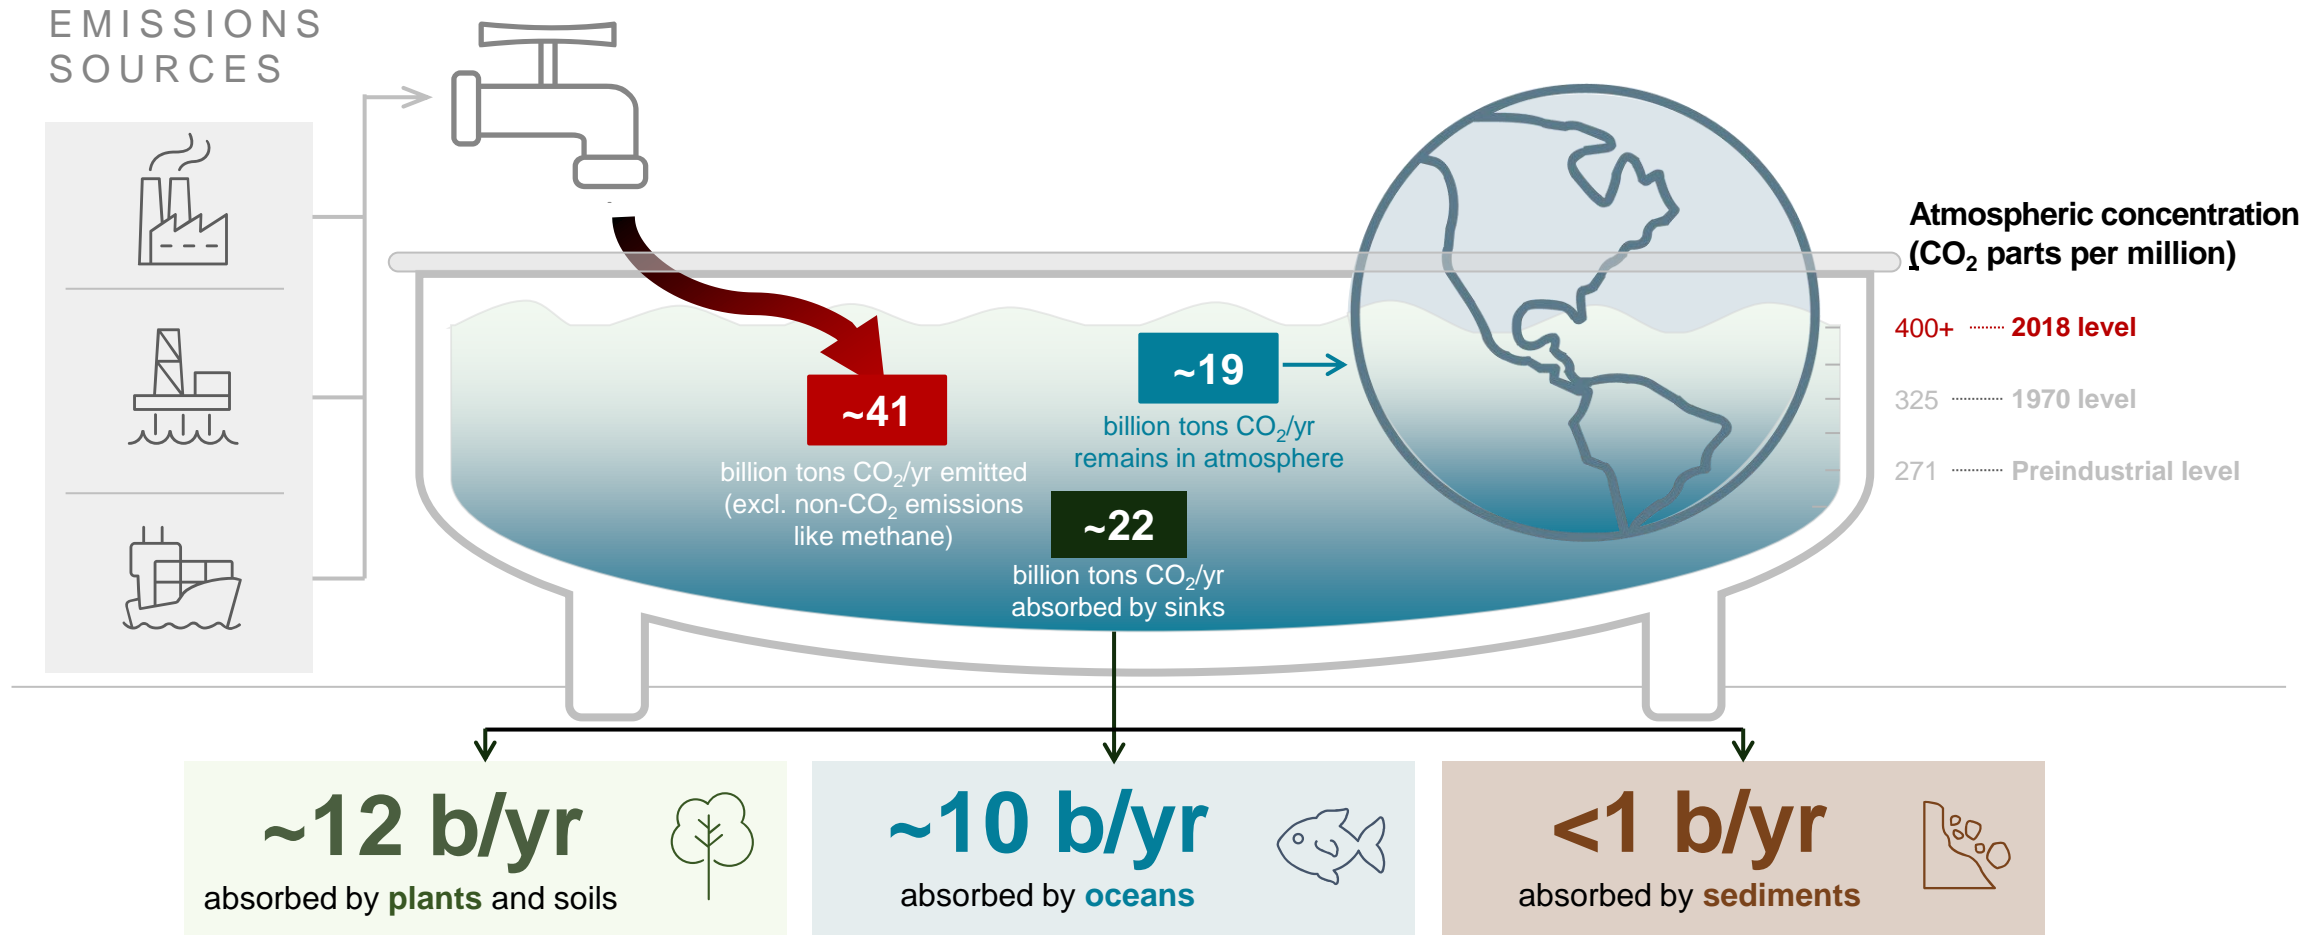 EMISSIONS
SOURCES
Atmospheric concentration
(CO₂ parts per million)
400+ 2018 level
325 1970 level
271 Preindustrial level
~41
billion tons CO₂/yr emitted
(excl. non-CO₂ emissions
like methane)
~19
billion tons CO₂/yr
remains in atmosphere
~22
billion tons CO₂/yr
absorbed by sinks
~12 b/yr
absorbed by plants and soils
~10 b/yr
absorbed by oceans
<1 b/yr
absorbed by sediments